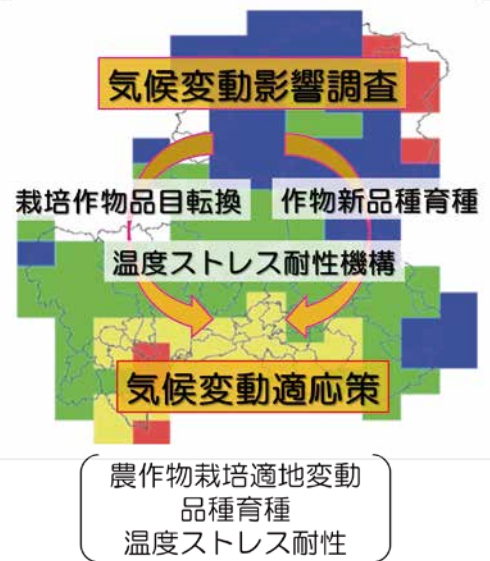 気候変動影響調査
栽培作物品目転換 作物新品種育種
温度ストレス耐性機構
気候変動適応策
農作物栽培適地変動
品種育種
温度ストレス耐性